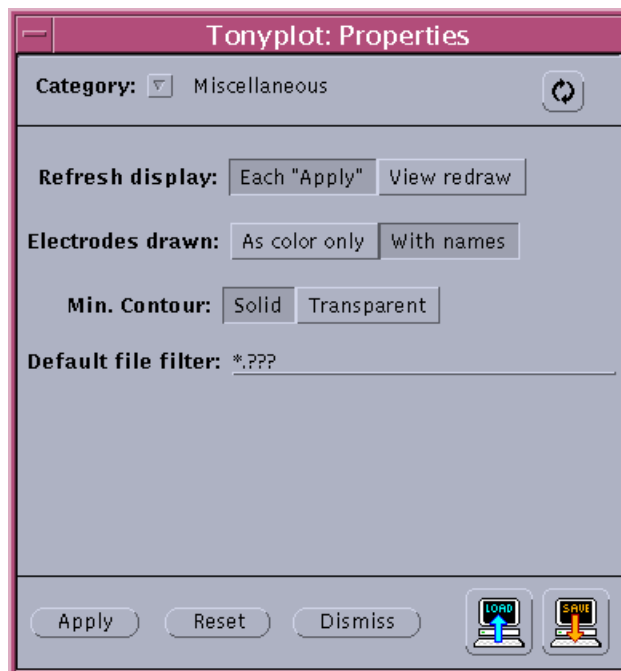 Tonyplot: Properties
Category: Miscellaneous
Refresh display: Each "Apply" View redraw
Electrodes drawn: As color only With names
Min. Contour: Solid Transparent
Default file filter: *.???
Apply Reset Dismiss LOAD SAVE